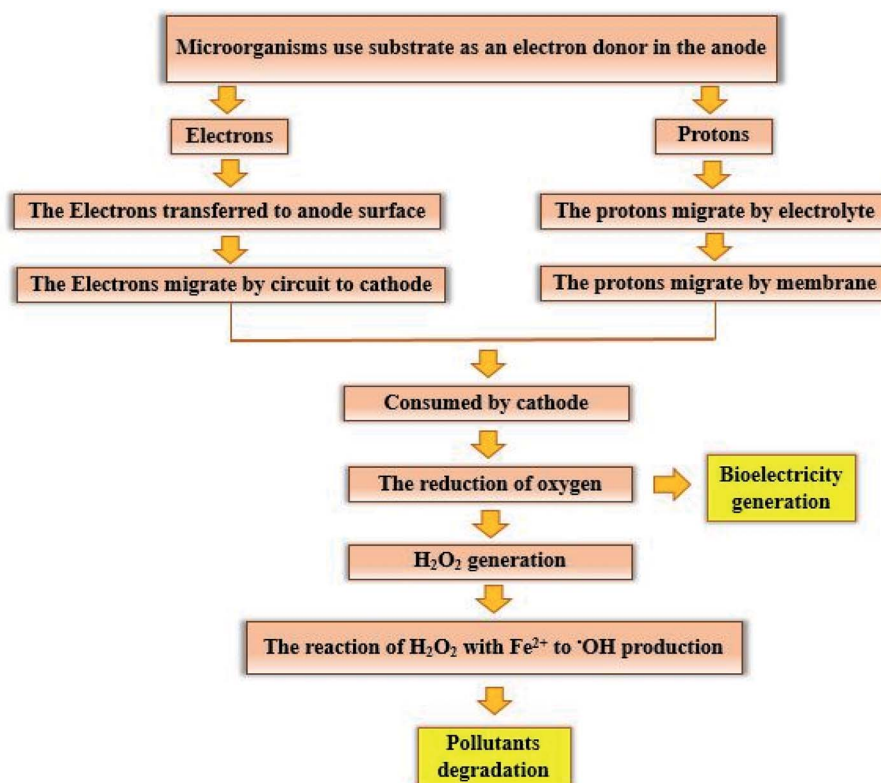 Microorganisms use substrate as an electron donor in the anode
Electrons
Protons
The Electrons transferred to anode surface
The protons migrate by electrolyte
The Electrons migrate by circuit to cathode
The protons migrate by membrane
Consumed by cathode
The reduction of oxygen
Bioelectricity
generation
H₂O₂ generation
The reaction of H₂O₂ with Fe²⁺ to ˙OH production
Pollutants
degradation